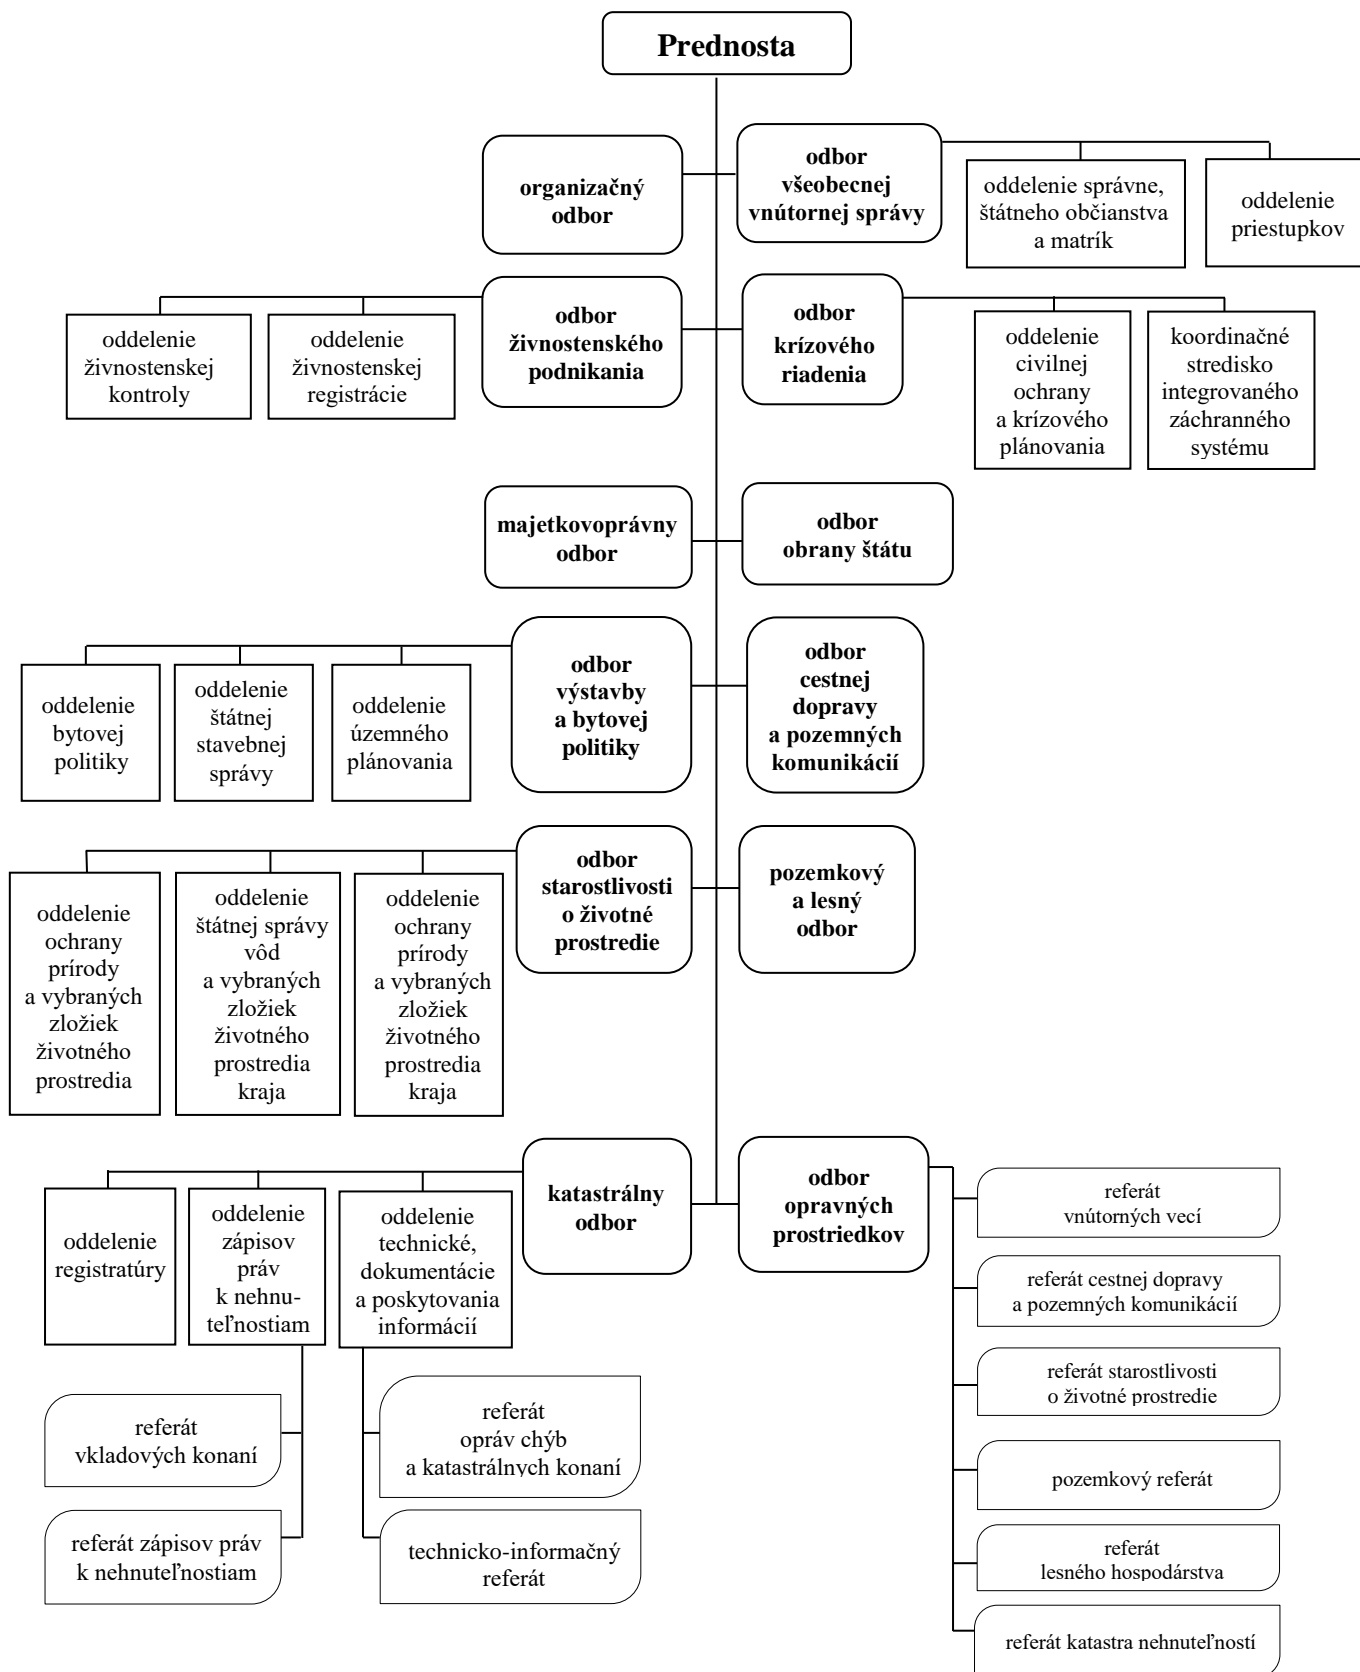 Prednosta
organizačný
odbor
odbor
všeobecnej
vnútornej správy
oddelenie správne,
štátneho občianstva
a matrík
oddelenie
priestupkov
oddelenie
živnostenskej
kontroly
oddelenie
živnostenskej
registrácie
odbor
živnostenského
podnikania
odbor
krízového
riadenia
oddelenie
civilnej
ochrany
a krízového
plánovania
koordinačné
stredisko
integrovaného
záchranného
systému
majetkovoprávny
odbor
odbor
obrany štátu
oddelenie
bytovej
politiky
oddelenie
štátnej
stavebnej
správy
oddelenie
územného
plánovania
odbor
výstavby
a bytovej
politiky
odbor
cestnej
dopravy
a pozemných
komunikácií
oddelenie
ochrany
prírody
a vybraných
zložiek
životného
prostredia
oddelenie
štátnej správy
vôd
a vybraných
zložiek
životného
prostredia
kraja
oddelenie
ochrany
prírody
a vybraných
zložiek
životného
prostredia
kraja
odbor
starostlivosti
o životné
prostredie
pozemkový
a lesný
odbor
oddelenie
registratúry
oddelenie
zápisov
práv
k nehnu-
teľnostiam
oddelenie
technické,
dokumentácie
a poskytovania
informácií
katastrálny
odbor
odbor
opravných
prostriedkov
referát
vnútorných vecí
referát cestnej dopravy
a pozemných komunikácií
referát starostlivosti
o životné prostredie
pozemkový referát
referát
lesného hospodárstva
referát katastra nehnuteľností
referát
vkladových konaní
referát zápisov práv
k nehnuteľnostiam
referát
opráv chýb
a katastrálnych konaní
technicko-informačný
referát